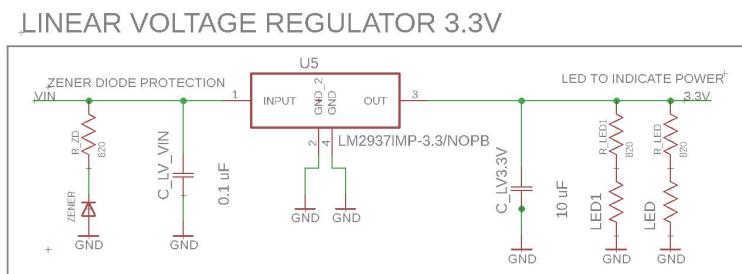 LINEAR VOLTAGE REGULATOR 3.3V
U5
ZENER DIODE PROTECTION
LED TO INDICATE POWER
VIN
1
INPUT
GND_2
GND
OUT
3
3.3V
R_ZD
820
C_LV_VIN
0.1 uF
2
4
LM2937IMP-3.3/NOPB
C_LV3.3V
10 uF
R_LED1
820
R_LED
820
ZENER
LED1
LED
GND
GND
GND
GND
GND
GND
GND